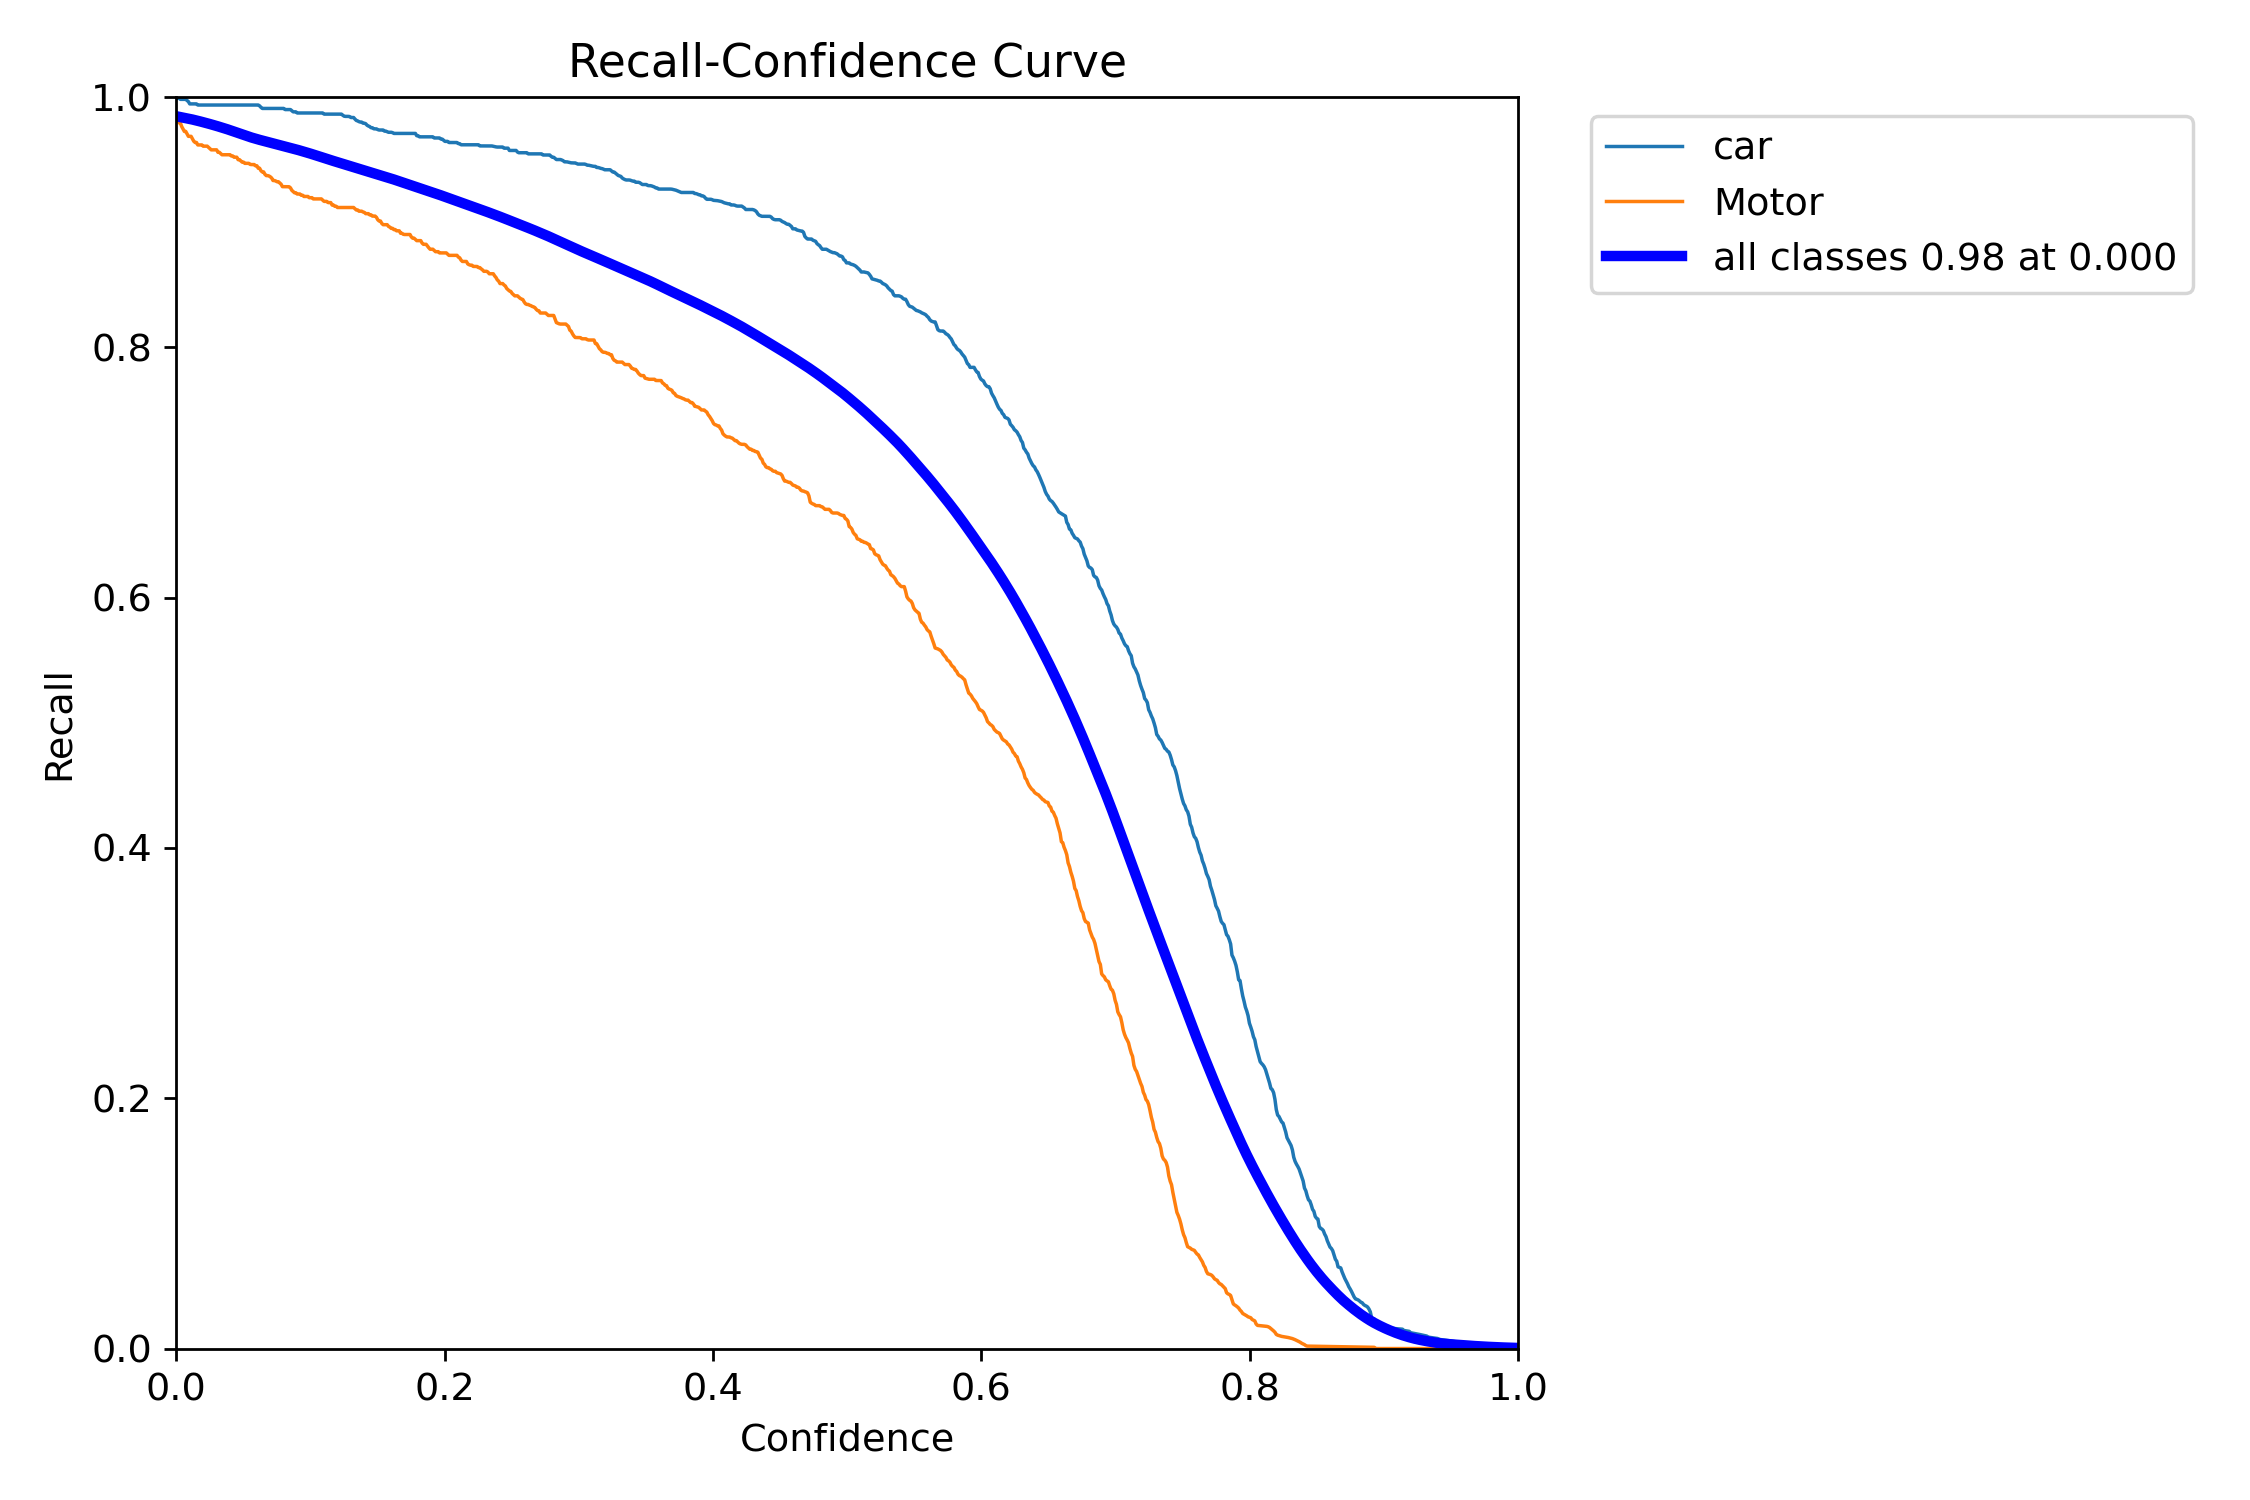 Recall-Confidence Curve
1.0
0.8
0.6
0.4
0.2
0.0
Recall
0.0 0.2 0.4 0.6 0.8 1.0
Confidence
car
Motor
all classes 0.98 at 0.000